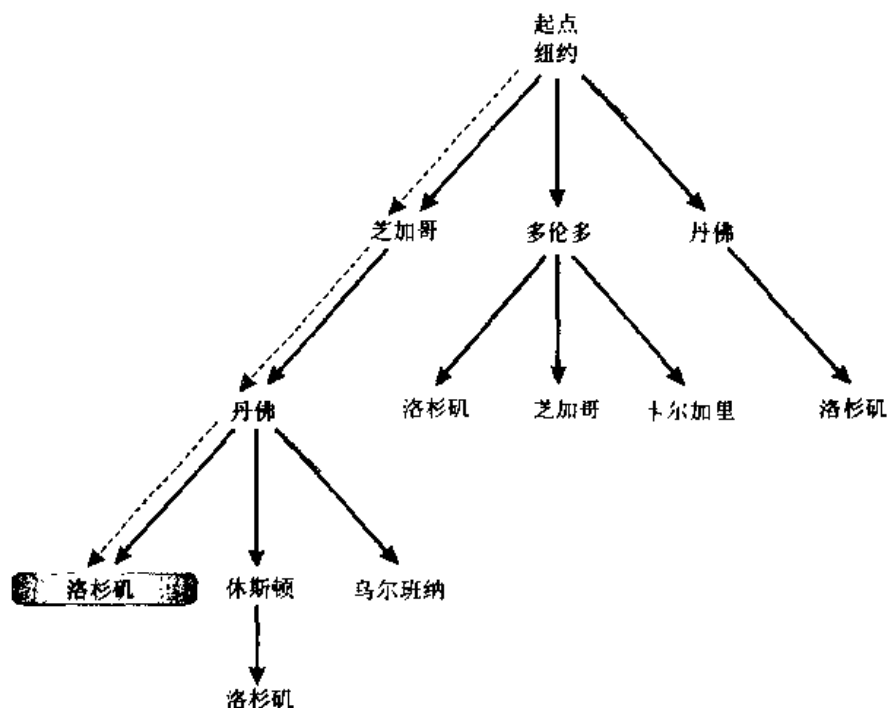 起点
纽约
芝加哥
多伦多
丹佛
丹佛
洛杉矶
芝加哥
卡尔加里
洛杉矶
洛杉矶
休斯顿
乌尔班纳
洛杉矶